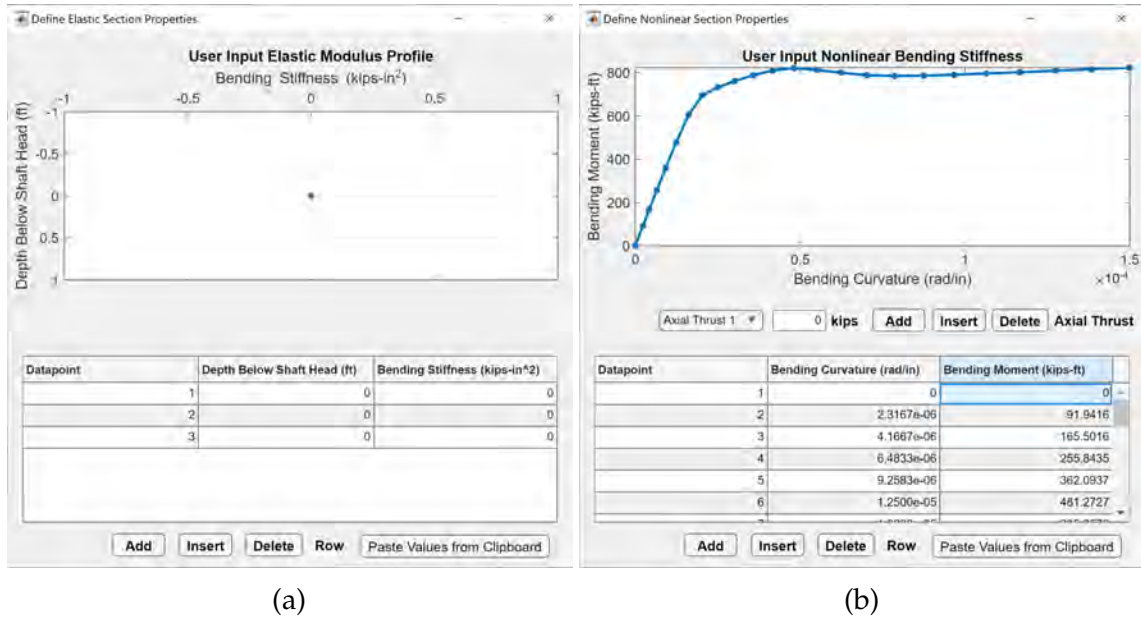 Define Elastic Section Properties
User Input Elastic Modulus Profile
Bending Stiffness (kips-in²)
-1 -0.5 0 0.5 1
Depth Below Shaft Head (ft)
-1
-0.5
0
0.5
1
Datapoint Depth Below Shaft Head (ft) Bending Stiffness (kips-in^2)
1 0 0
2 0 0
3 0 0
Add Insert Delete Row Paste Values from Clipboard
(a)
Define Nonlinear Section Properties
User Input Nonlinear Bending Stiffness
Bending Moment (kips-ft)
800
600
400
200
0
0 0.5 1 1.5
Bending Curvature (rad/in) ×10⁻⁴
Axial Thrust 1 0 kips Add Insert Delete Axial Thrust
Datapoint Bending Curvature (rad/in) Bending Moment (kips-ft)
1 0 0
2 2.3167e-06 91.9416
3 4.1667e-06 165.5016
4 6.4833e-06 255.8435
5 9.2583e-06 362.0937
6 1.2500e-05 481.2727
Add Insert Delete Row Paste Values from Clipboard
(b)